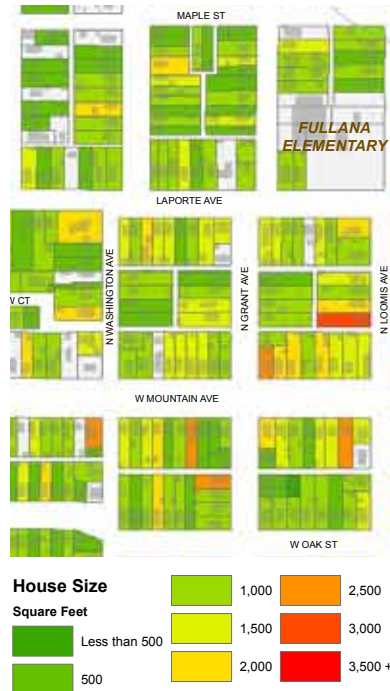 MAPLE ST
FULLANA
ELEMENTARY
LAPORTE AVE
N WASHINGTON AVE
N GRANT AVE
N LOOMIS AVE
W CT
W MOUNTAIN AVE
W OAK ST
House Size
Square Feet
Less than 500
500
1,000
1,500
2,000
2,500
3,000
3,500 +